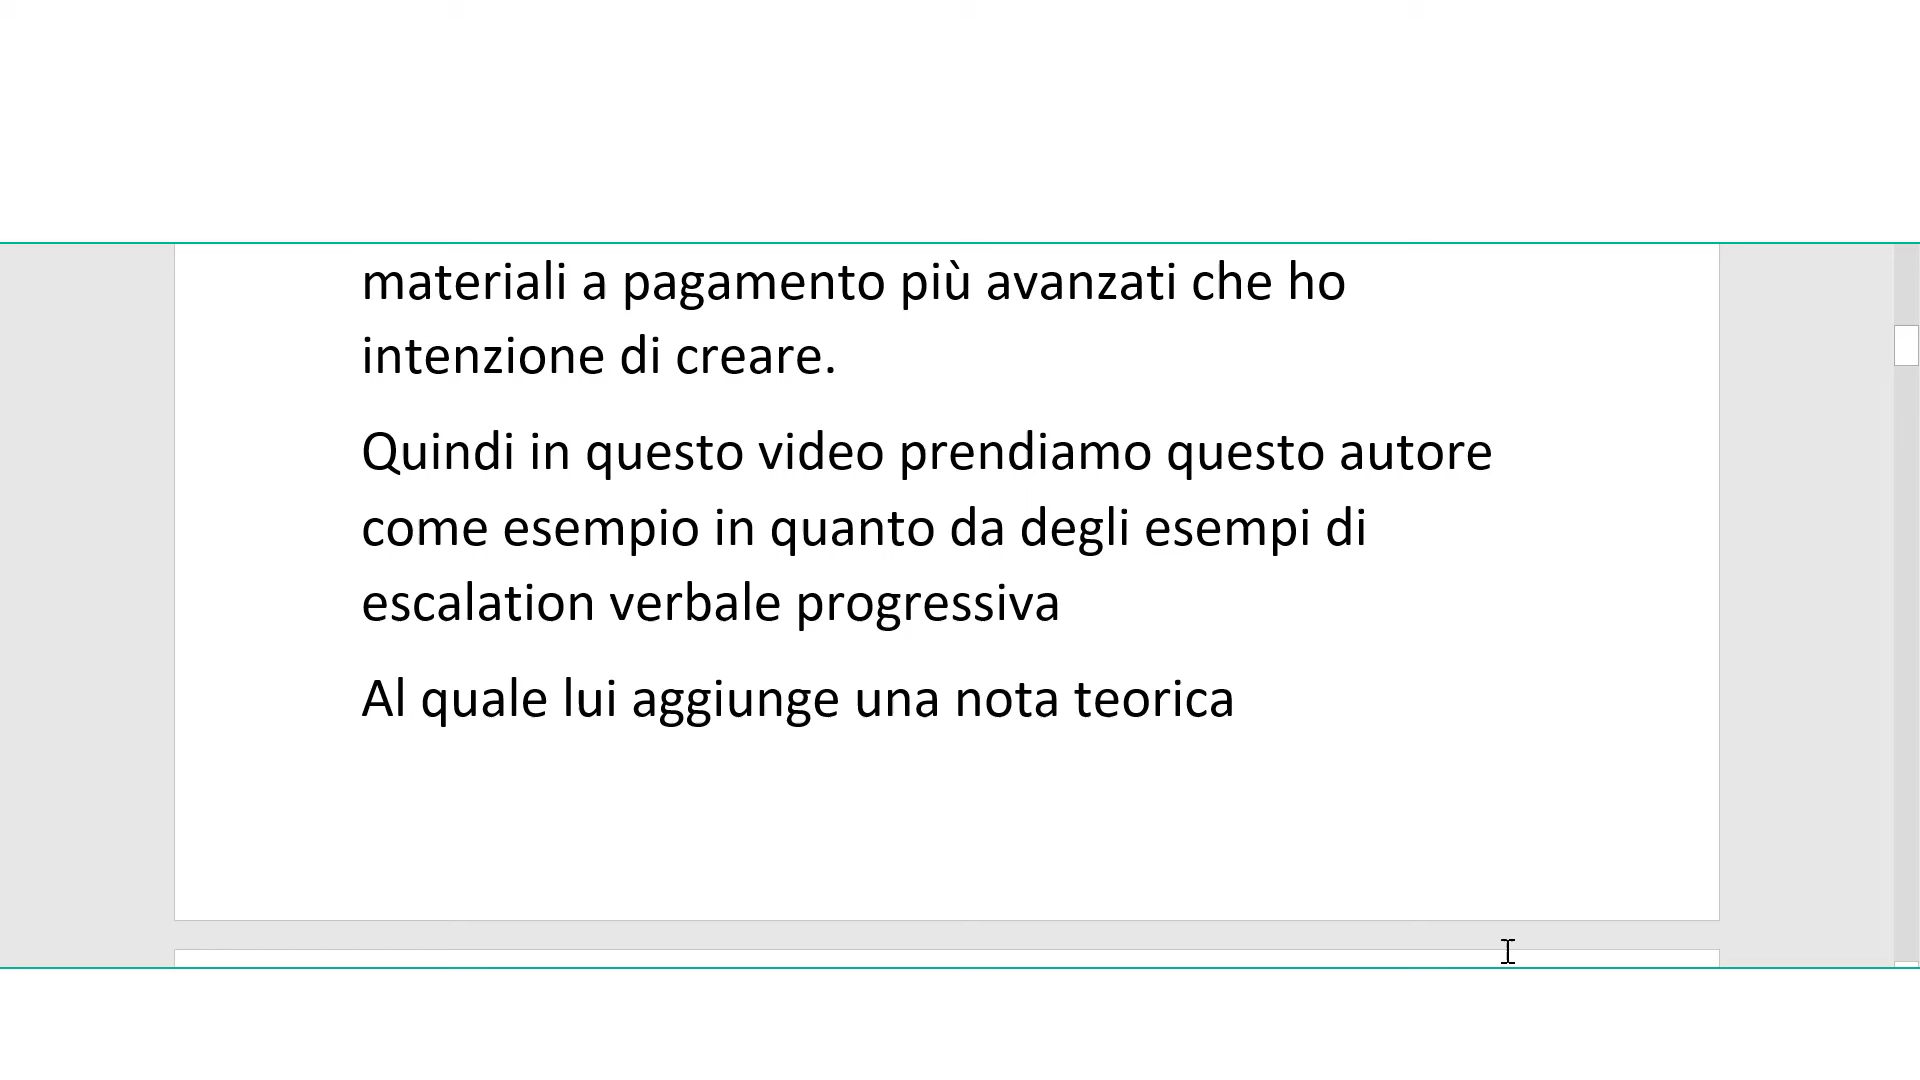 materiali a pagamento più avanzati che ho
intenzione di creare.
Quindi in questo video prendiamo questo autore
come esempio in quanto da degli esempi di
escalation verbale progressiva
Al quale lui aggiunge una nota teorica